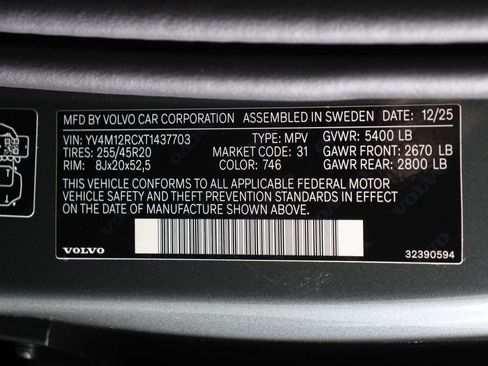 MFD BY VOLVO CAR CORPORATION ASSEMBLED IN SWEDEN DATE: 12/25
VIN: YV4M12RCXT1437703 TYPE: MPV GVWR: 5400 LB
TIRES: 255/45R20 MARKET CODE: 31 GAWR FRONT: 2670 LB
RIM: 8Jx20x52,5 COLOR: 746 GAWR REAR: 2800 LB
THIS VEHICLE CONFORMS TO ALL APPLICABLE FEDERAL MOTOR
VEHICLE SAFETY AND THEFT PREVENTION STANDARDS IN EFFECT
ON THE DATE OF MANUFACTURE SHOWN ABOVE.
VOLVO 32390594